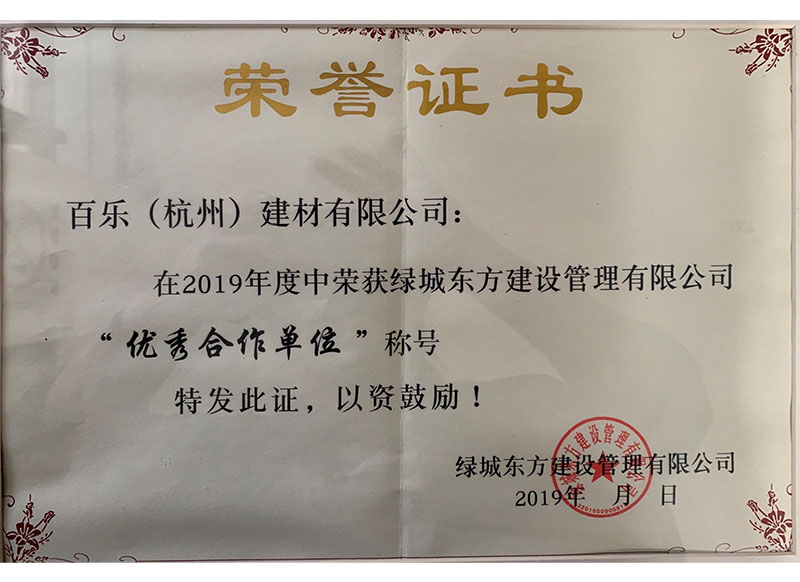 荣誉证书
百乐（杭州）建材有限公司：
在2019年度中荣获绿城东方建设管理有限公司
“优秀合作单位”称号
特发此证，以资鼓励！
绿城东方建设管理有限公司
2019年 月 日